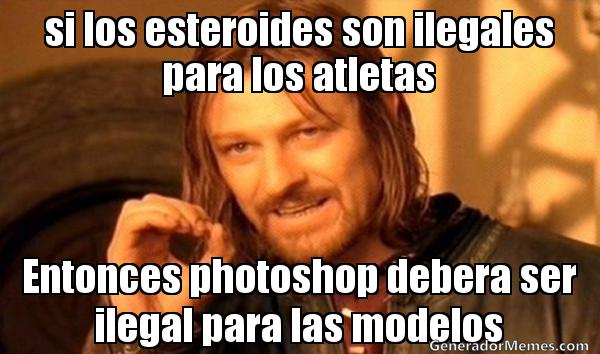 si los esteroides son ilegales
para los atletas
Entonces photoshop debera ser
ilegal para las modelos
GeneradorMemes.com